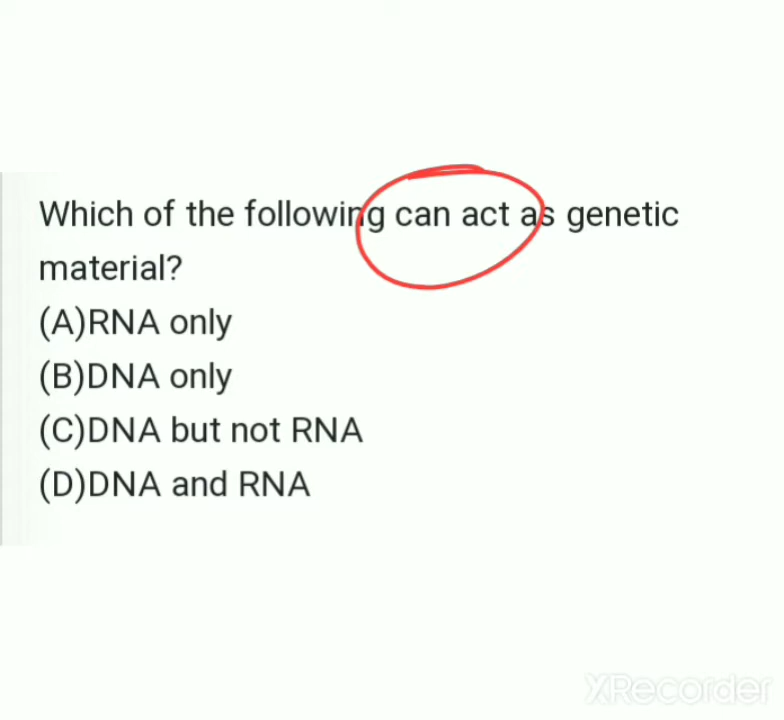 Which of the following can act as genetic
material?
(A)RNA only
(B)DNA only
(C)DNA but not RNA
(D)DNA and RNA
XRecorder